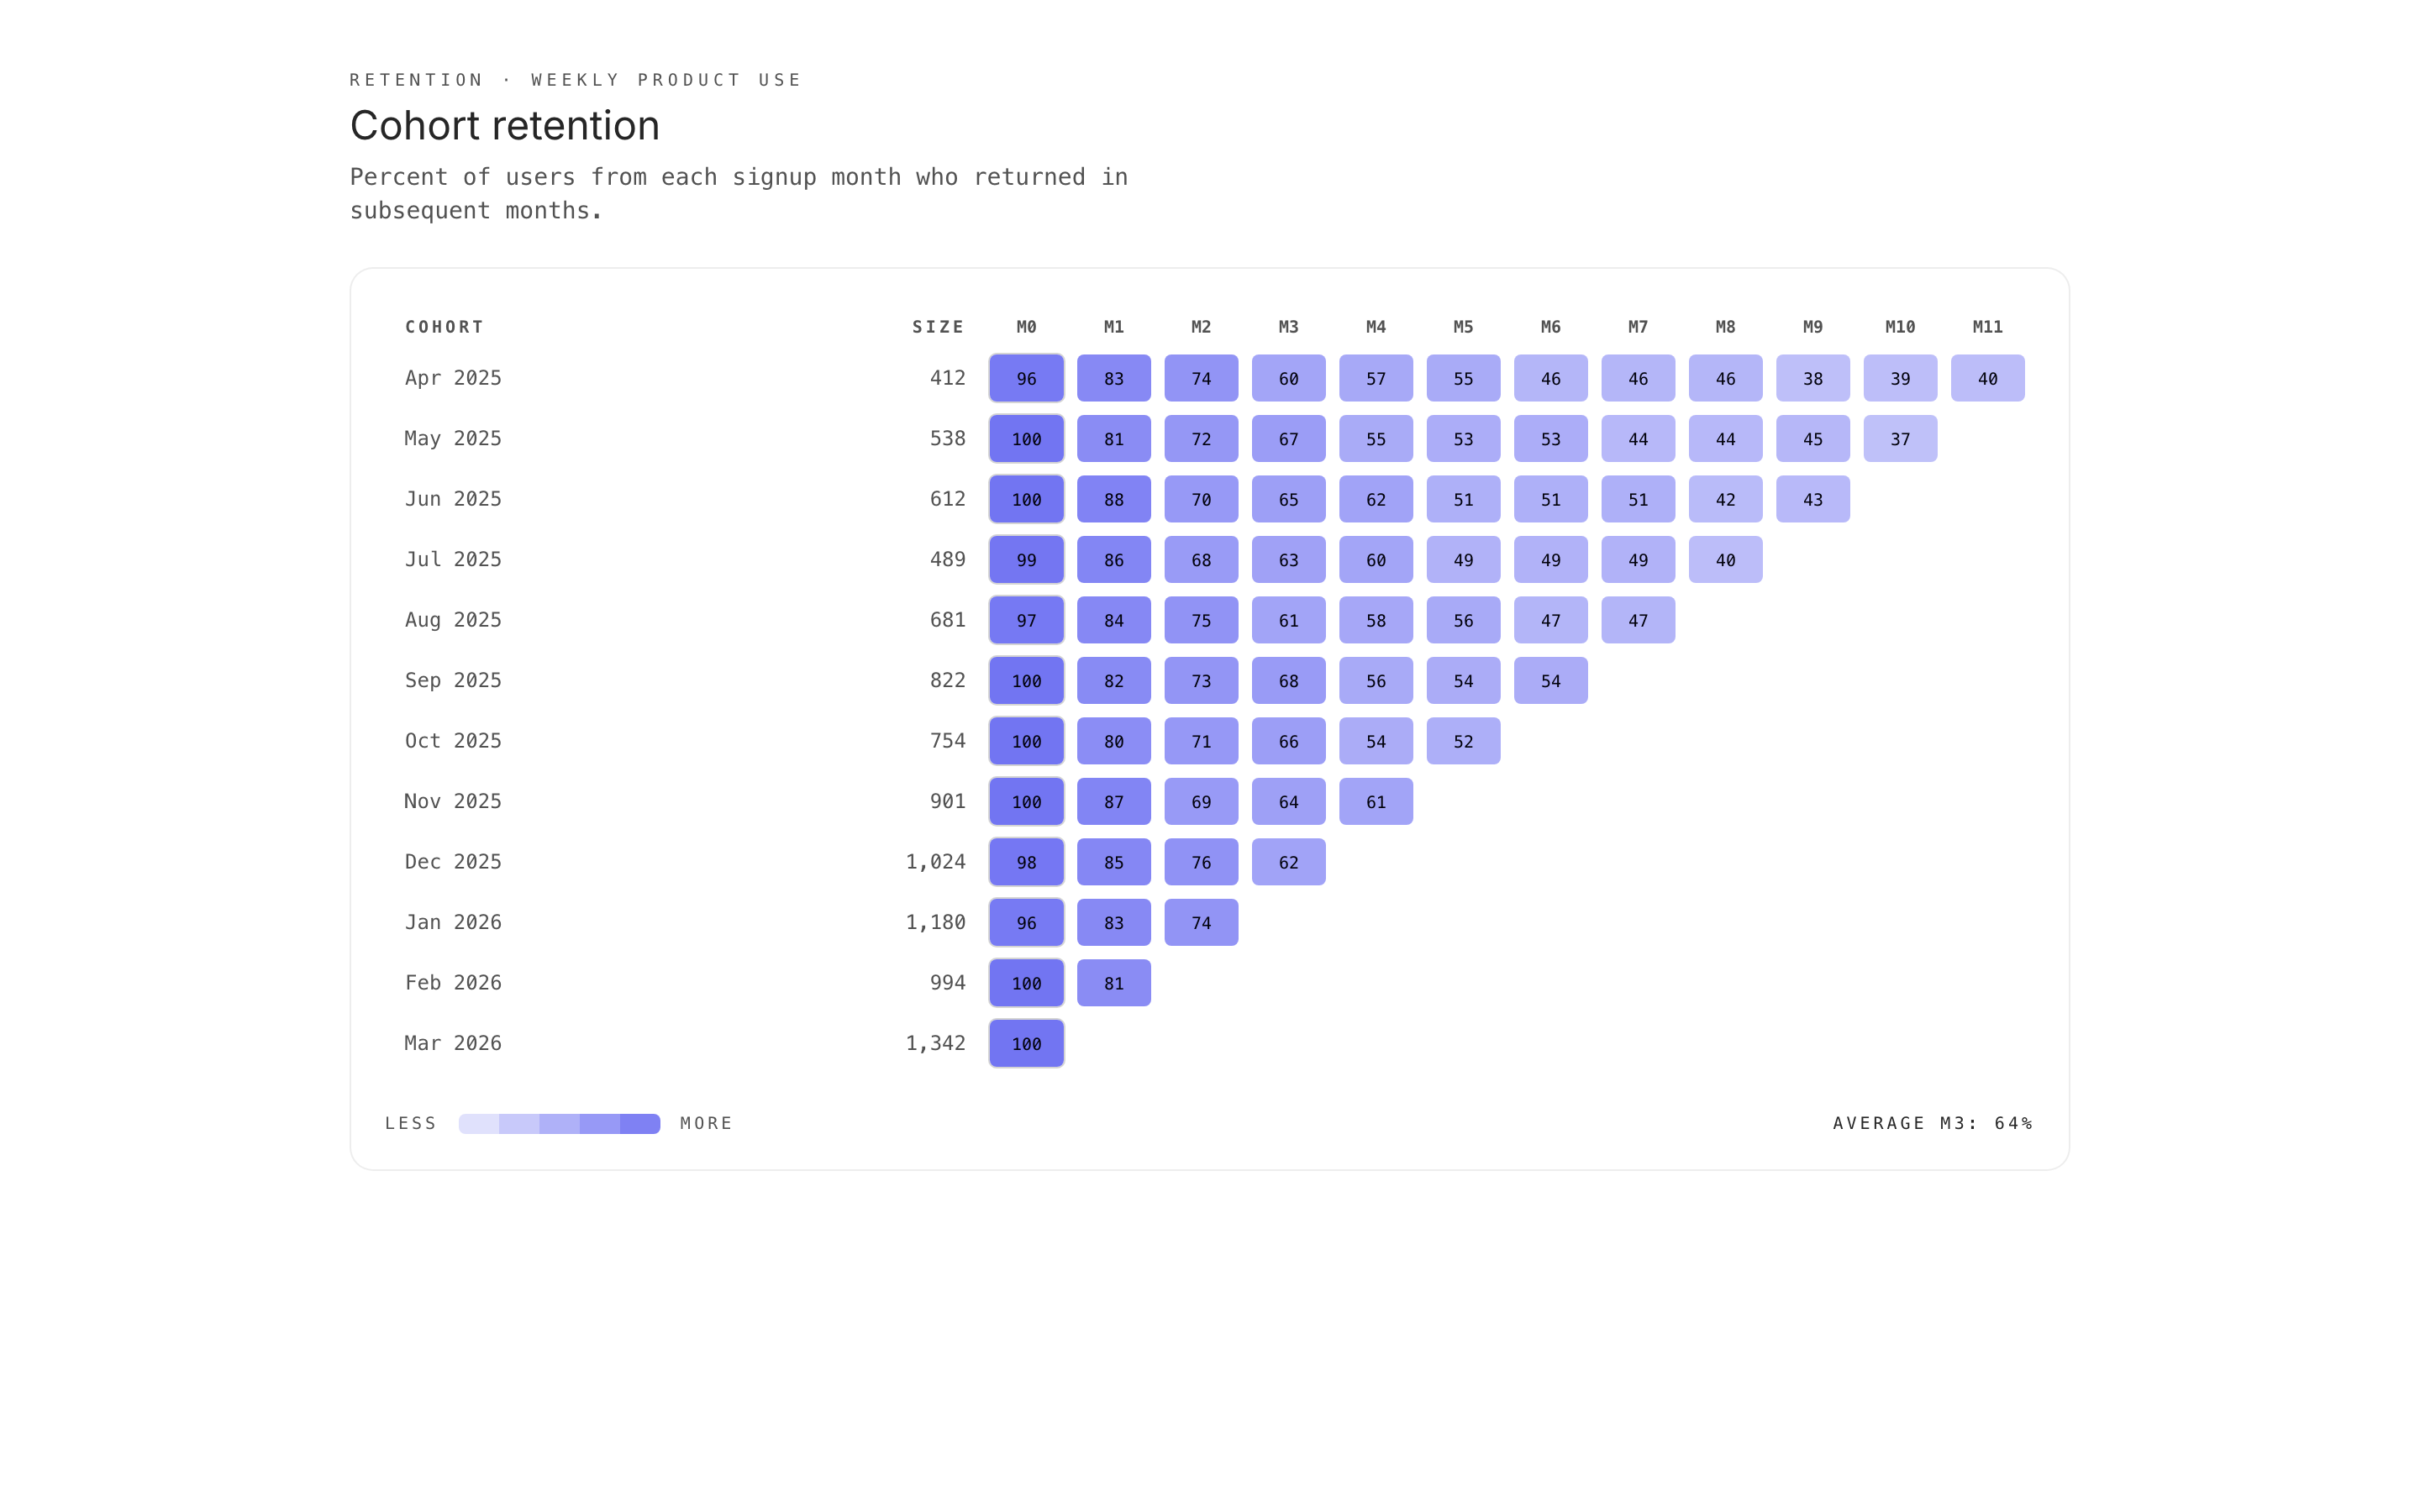 RETENTION · WEEKLY PRODUCT USE
Cohort retention
Percent of users from each signup month who returned in
subsequent months.
COHORT SIZE M0 M1 M2 M3 M4 M5 M6 M7 M8 M9 M10 M11
Apr 2025 412 96 83 74 60 57 55 46 46 46 38 39 40
May 2025 538 100 81 72 67 55 53 53 44 44 45 37
Jun 2025 612 100 88 70 65 62 51 51 51 42 43
Jul 2025 489 99 86 68 63 60 49 49 49 40
Aug 2025 681 97 84 75 61 58 56 47 47
Sep 2025 822 100 82 73 68 56 54 54
Oct 2025 754 100 80 71 66 54 52
Nov 2025 901 100 87 69 64 61
Dec 2025 1,024 98 85 76 62
Jan 2026 1,180 96 83 74
Feb 2026 994 100 81
Mar 2026 1,342 100
LESS MORE AVERAGE M3: 64%